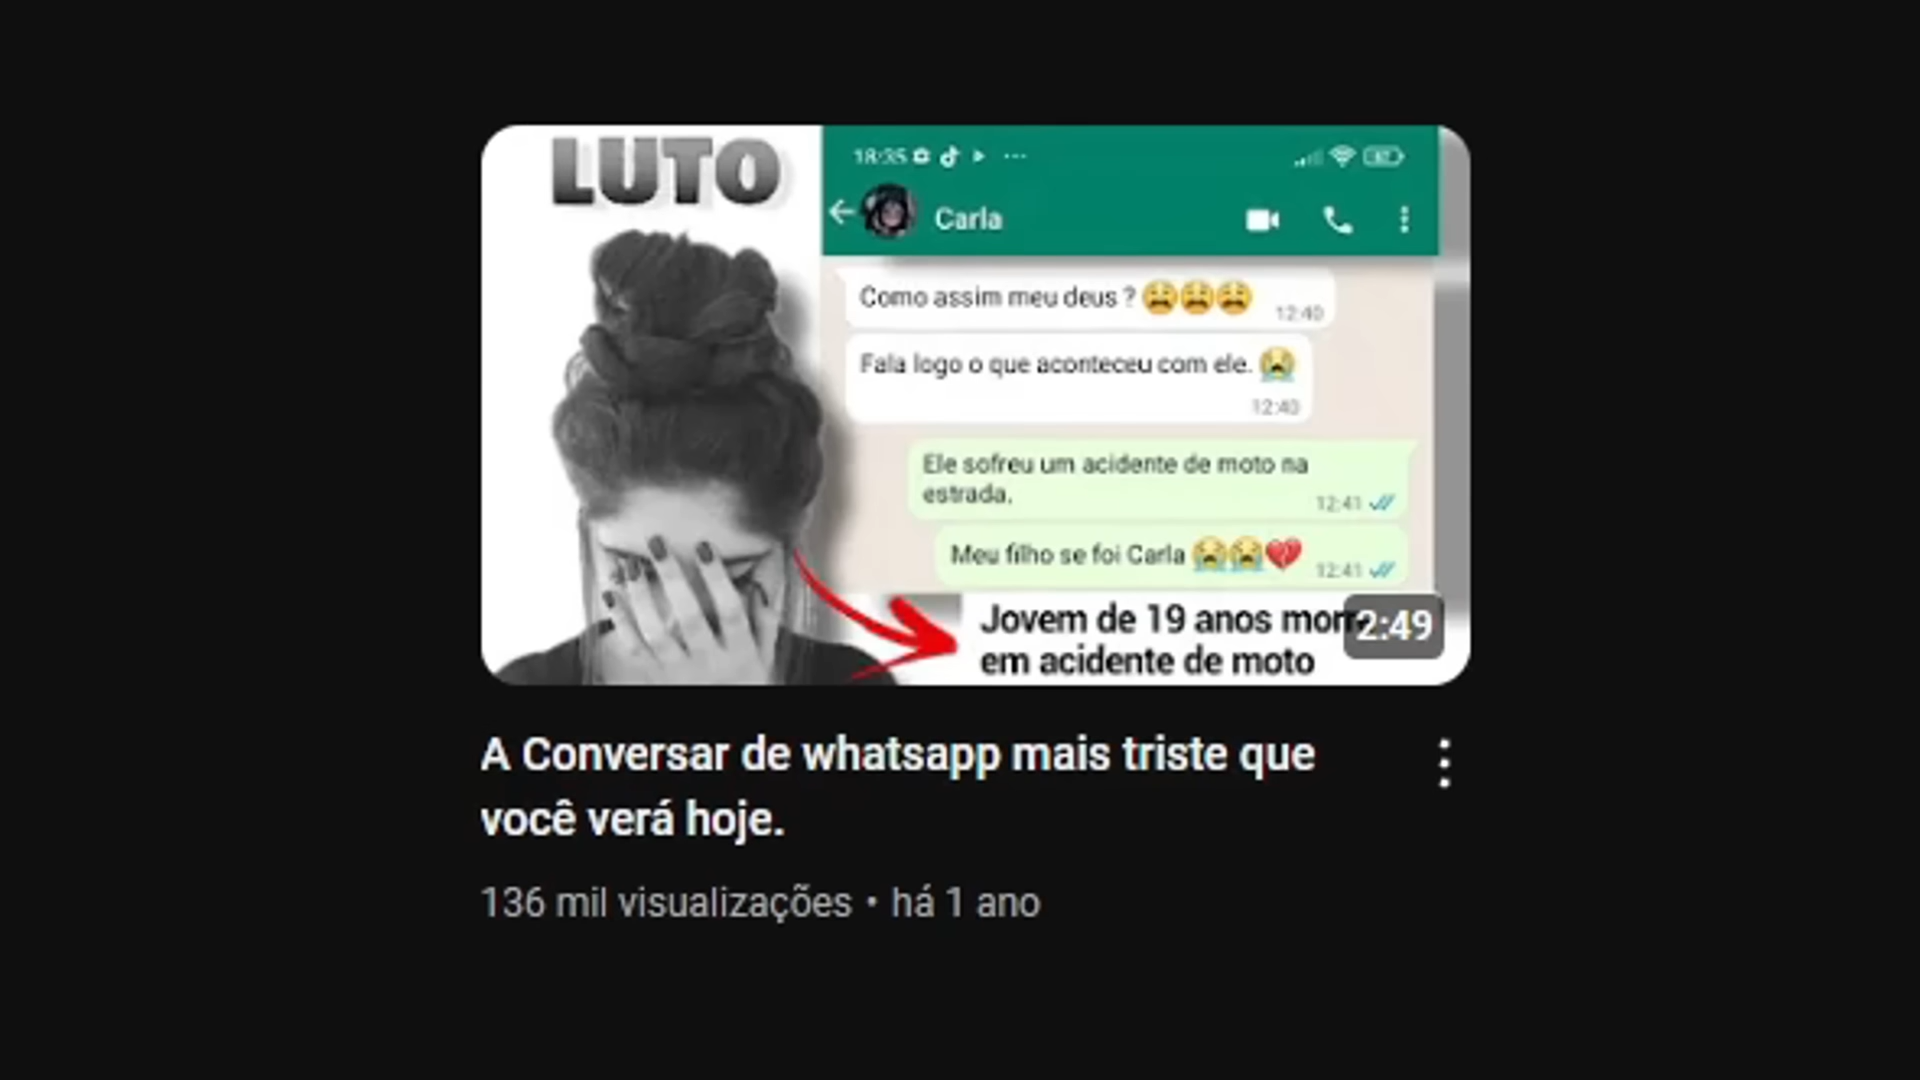 LUTO
18:35
Carla
Como assim meu deus ? 😩😩😩 12:40
Fala logo o que aconteceu com ele. 😭
12:40
Ele sofreu um acidente de moto na
estrada. 12:41
Meu filho se foi Carla 😭😭💔 12:41
Jovem de 19 anos morre
2:49
em acidente de moto
A Conversar de whatsapp mais triste que
você verá hoje.
136 mil visualizações • há 1 ano